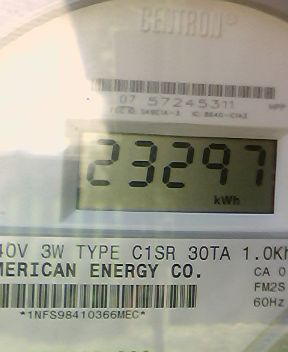 CENTRON®
07 57245311
23297
kWh
40V 3W TYPE C1SR 30TA 1.0Kh
MERICAN ENERGY CO.
CA 0
FM2S
60Hz
*1NFS98410366MEC*